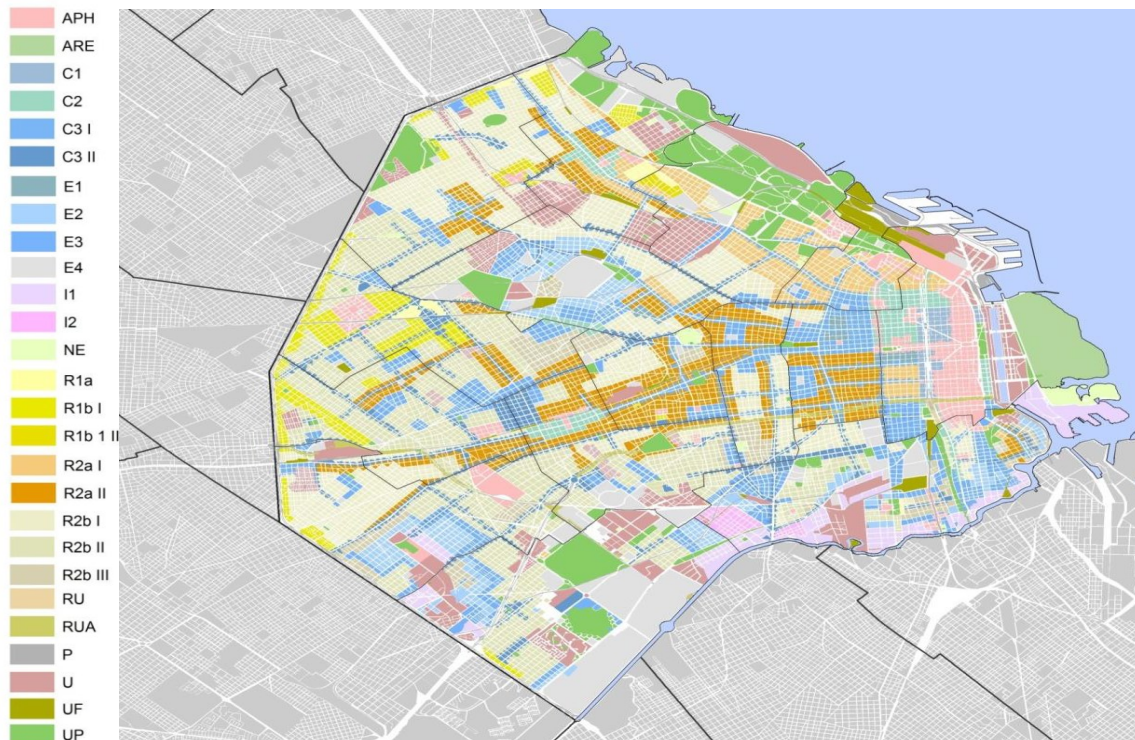 APH
ARE
C1
C2
C3 I
C3 II
E1
E2
E3
E4
I1
I2
NE
R1a
R1b I
R1b 1 II
R2a I
R2a II
R2b I
R2b II
R2b III
RU
RUA
P
U
UF
UP